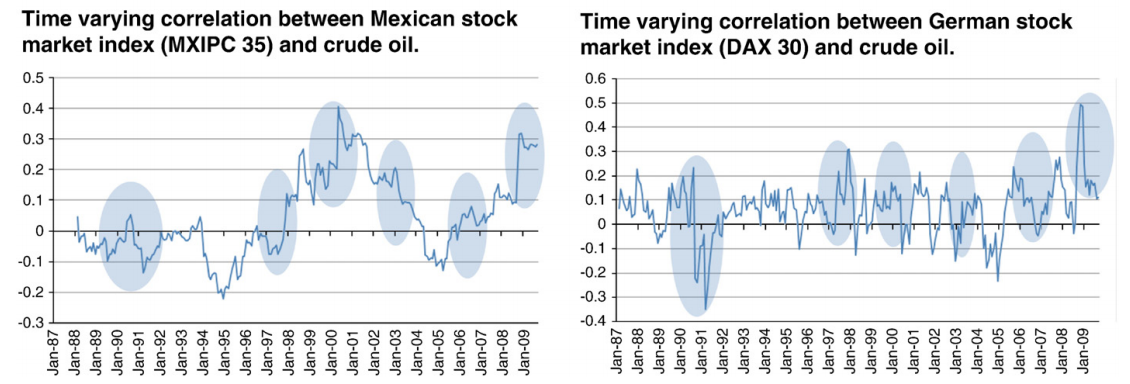 Time varying correlation between Mexican stock
market index (MXIPC 35) and crude oil.
0.5
0.4
0.3
0.2
0.1
0
-0.1
-0.2
-0.3
Jan-87
Jan-88
Jan-89
Jan-90
Jan-91
Jan-92
Jan-93
Jan-94
Jan-95
Jan-96
Jan-97
Jan-98
Jan-99
Jan-00
Jan-01
Jan-02
Jan-03
Jan-04
Jan-05
Jan-06
Jan-07
Jan-08
Jan-09
Time varying correlation between German stock
market index (DAX 30) and crude oil.
0.6
0.5
0.4
0.3
0.2
0.1
0
-0.1
-0.2
-0.3
-0.4
Jan-87
Jan-88
Jan-89
Jan-90
Jan-91
Jan-92
Jan-93
Jan-94
Jan-95
Jan-96
Jan-97
Jan-98
Jan-99
Jan-00
Jan-01
Jan-02
Jan-03
Jan-04
Jan-05
Jan-06
Jan-07
Jan-08
Jan-09